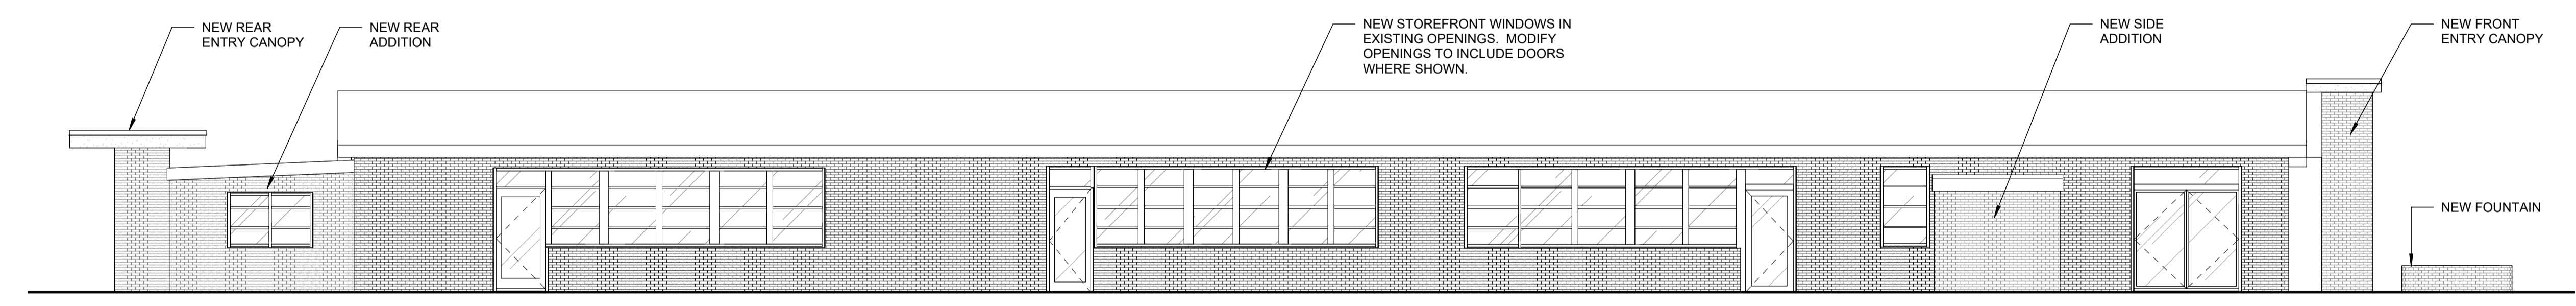 NEW REAR
ENTRY CANOPY
NEW REAR
ADDITION
NEW STOREFRONT WINDOWS IN
EXISTING OPENINGS.  MODIFY
OPENINGS TO INCLUDE DOORS
WHERE SHOWN.
NEW SIDE
ADDITION
NEW FRONT
ENTRY CANOPY
NEW FOUNTAIN